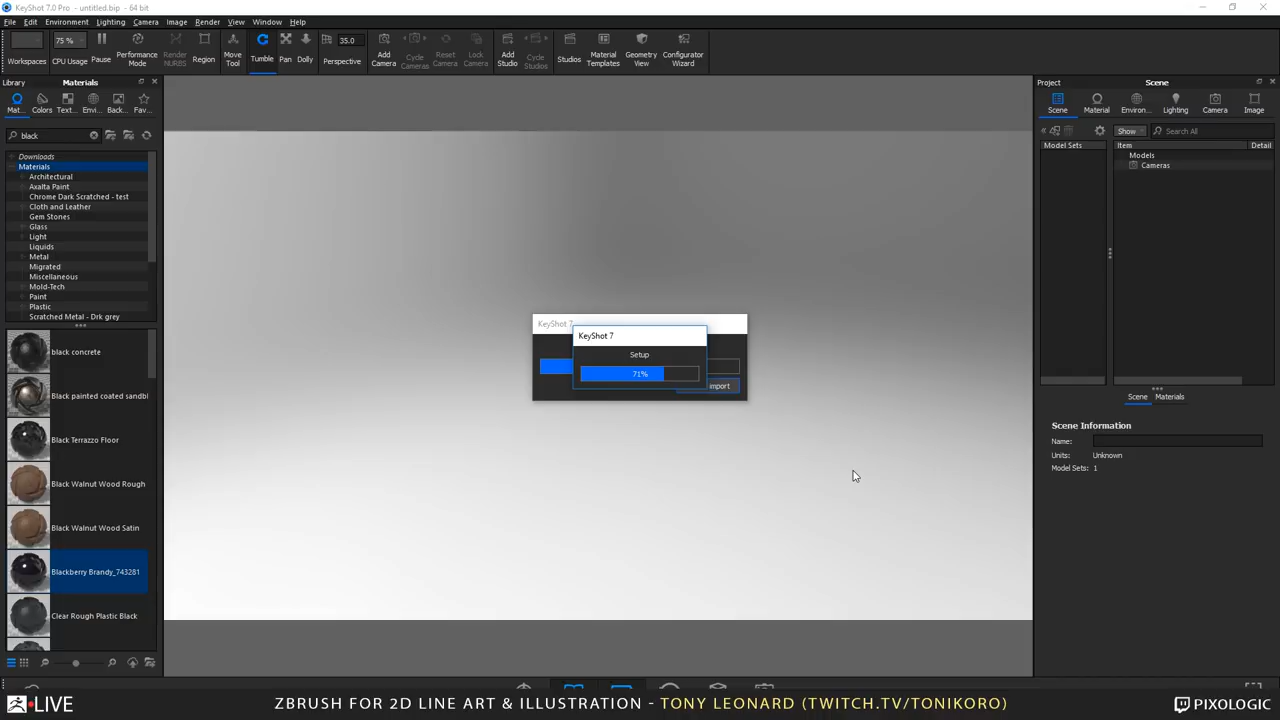 KeyShot 7.0 Pro - untitled.bip - 64 bit
File Edit Environment Lighting Camera Image Render View Window Help
75 %
35.0
Workspaces CPU Usage Pause Performance Mode Render NURBS Region Move Tool Tumble Pan Dolly Perspective Add Camera Cycle Cameras Reset Camera Lock Camera Add Studio Cycle Studios Studios Material Templates Geometry View Configurator Wizard
Library Materials
Mat... Colors Text... Envi... Back... Fav...
black
Downloads
Materials
Architectural
Axalta Paint
Chrome Dark Scratched - test
Cloth and Leather
Gem Stones
Glass
Light
Liquids
Metal
Migrated
Miscellaneous
Mold-Tech
Paint
Plastic
Scratched Metal - Drk grey
black concrete
Black painted coated sandbl
Black Terrazzo Floor
Black Walnut Wood Rough
Black Walnut Wood Satin
Blackberry Brandy_743281
Clear Rough Plastic Black
KeyShot 7
KeyShot 7
Setup
71%
import
Project Scene
Scene Material Environ... Lighting Camera Image
Show Search All
Model Sets Item Detail
Models
Cameras
Scene Materials
Scene Information
Name:
Units: Unknown
Model Sets: 1
LIVE ZBRUSH FOR 2D LINE ART & ILLUSTRATION - TONY LEONARD (TWITCH.TV/TONIKORO) PIXOLOGIC